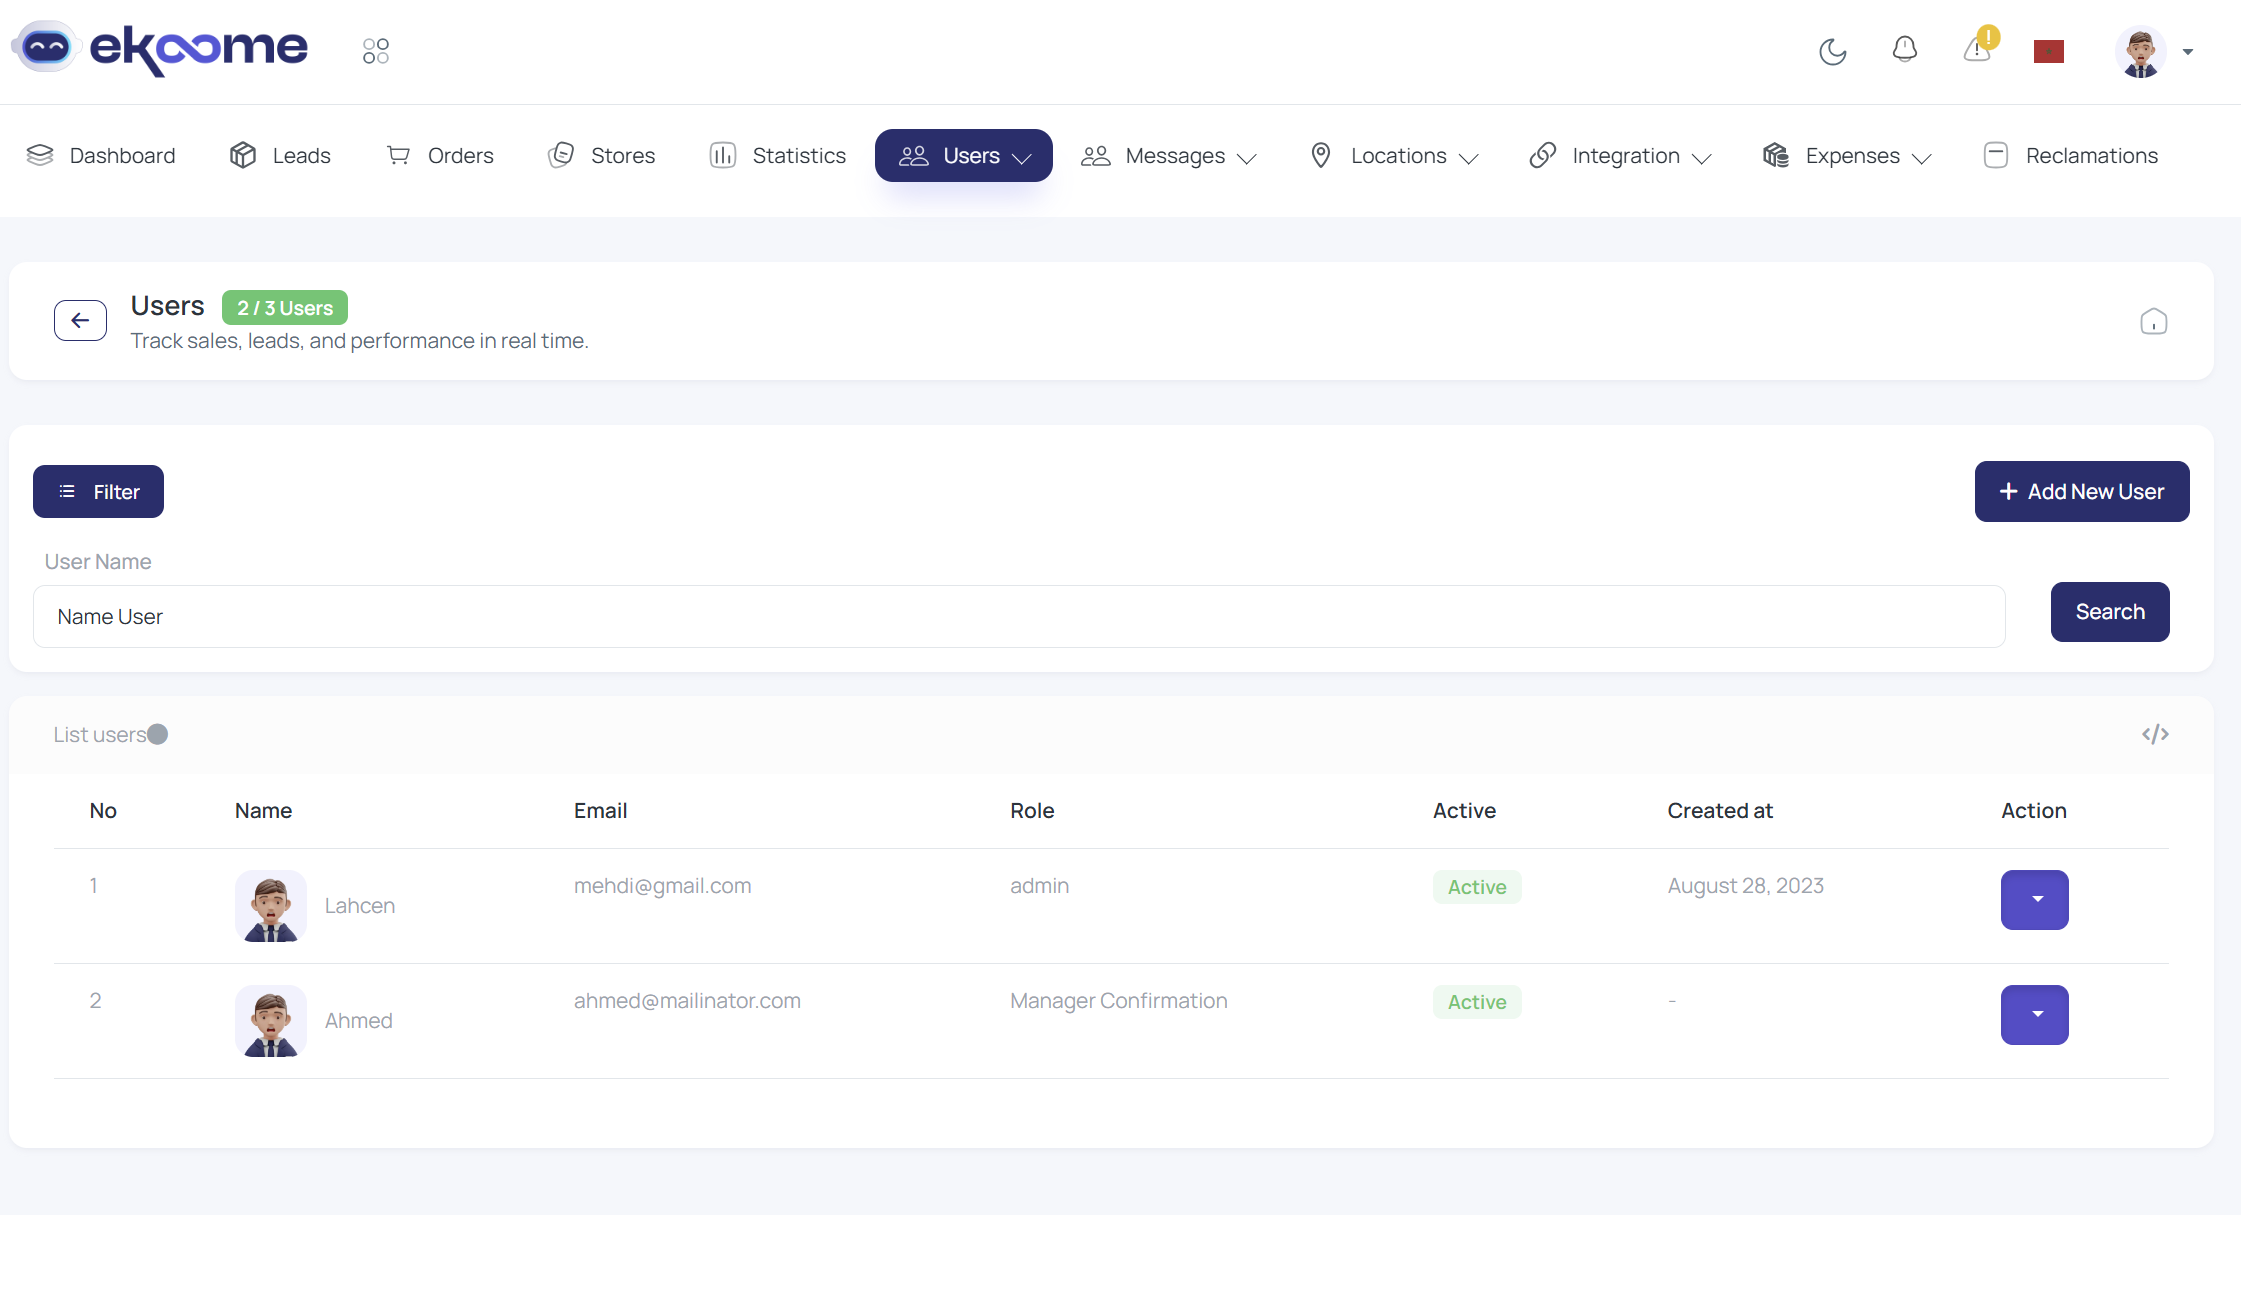 ekoome
Dashboard
Leads
Orders
Stores
Statistics
Users
Messages
Locations
Integration
Expenses
Reclamations
Users
2 / 3 Users
Track sales, leads, and performance in real time.
Filter
+ Add New User
User Name
Name User
Search
List users
</>
No Name Email Role Active Created at Action
1 Lahcen mehdi@gmail.com admin Active August 28, 2023
2 Ahmed ahmed@mailinator.com Manager Confirmation Active -